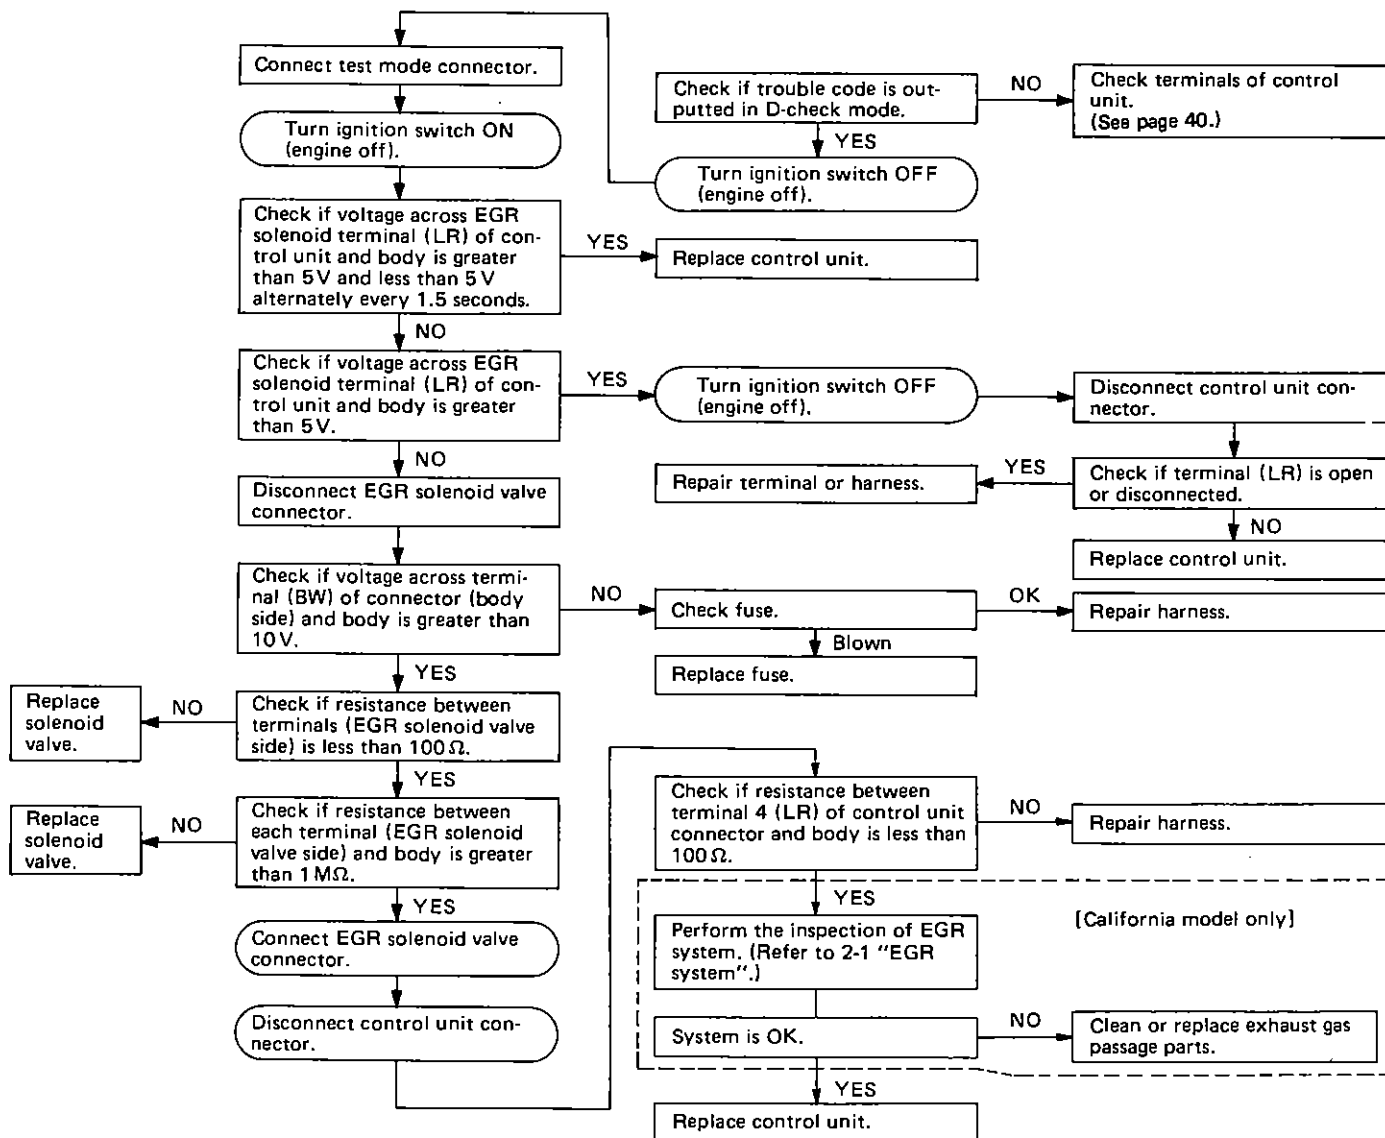 Check if trouble code is out-
putted in D-check mode.
NO
Check terminals of control
unit.
(See page 40.)
YES
Turn ignition switch OFF
(engine off).
Connect test mode connector.
Turn ignition switch ON
(engine off).
Check if voltage across EGR
solenoid terminal (LR) of con-
trol unit and body is greater
than 5V and less than 5V
alternately every 1.5 seconds.
YES
Replace control unit.
NO
Check if voltage across EGR
solenoid terminal (LR) of con-
trol unit and body is greater
than 5V.
YES
Turn ignition switch OFF
(engine off).
Disconnect control unit con-
nector.
Check if terminal (LR) is open
or disconnected.
YES
Repair terminal or harness.
NO
Replace control unit.
NO
Disconnect EGR solenoid valve
connector.
Check if voltage across termi-
nal (BW) of connector (body
side) and body is greater than
10V.
NO
Check fuse.
OK
Repair harness.
Blown
Replace fuse.
YES
Check if resistance between
terminals (EGR solenoid valve
side) is less than 100Ω.
NO
Replace
solenoid
valve.
YES
Check if resistance between
each terminal (EGR solenoid
valve side) and body is greater
than 1MΩ.
NO
Replace
solenoid
valve.
YES
Connect EGR solenoid valve
connector.
Disconnect control unit con-
nector.
Check if resistance between
terminal 4 (LR) of control unit
connector and body is less than
100Ω.
NO
Repair harness.
YES
[California model only]
Perform the inspection of EGR
system. (Refer to 2-1 "EGR
system".)
System is OK.
NO
Clean or replace exhaust gas
passage parts.
YES
Replace control unit.